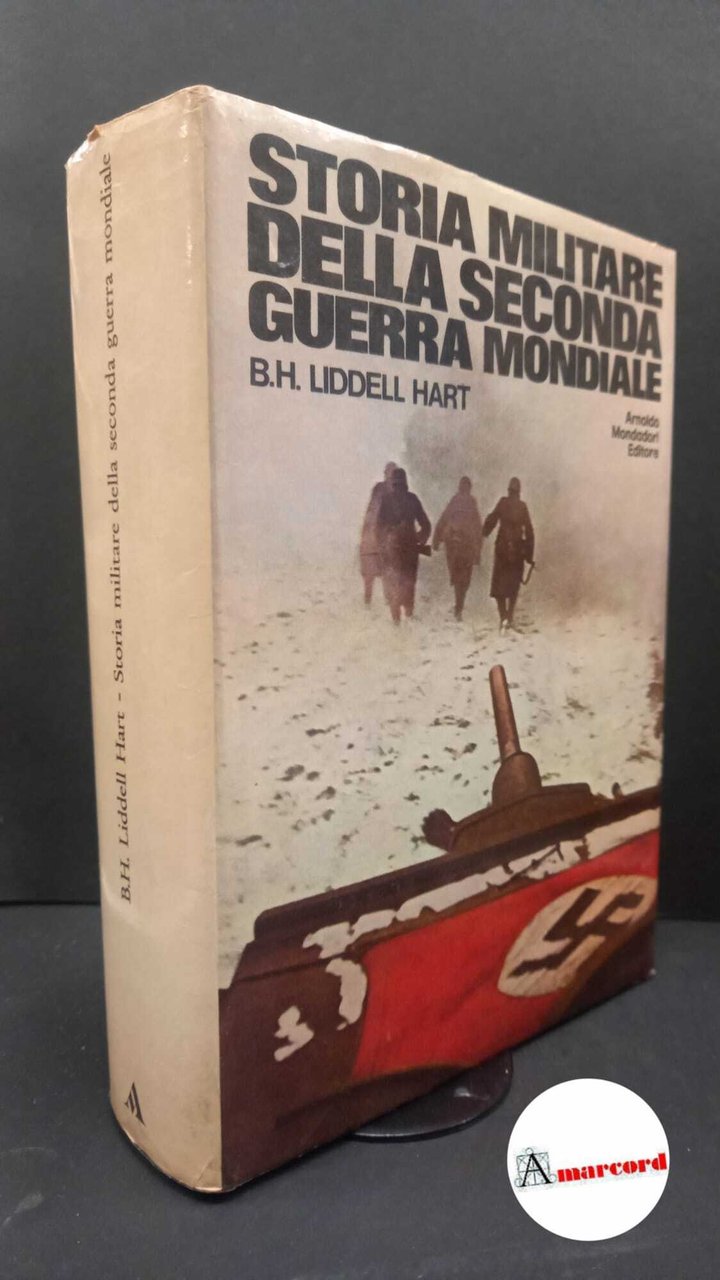 B.H. Liddell Hart - Storia militare della seconda guerra mondiale
STORIA MILITARE
DELLA SECONDA
GUERRA MONDIALE
B.H. LIDDELL HART
Arnoldo
Mondadori
Editore
Amarcord